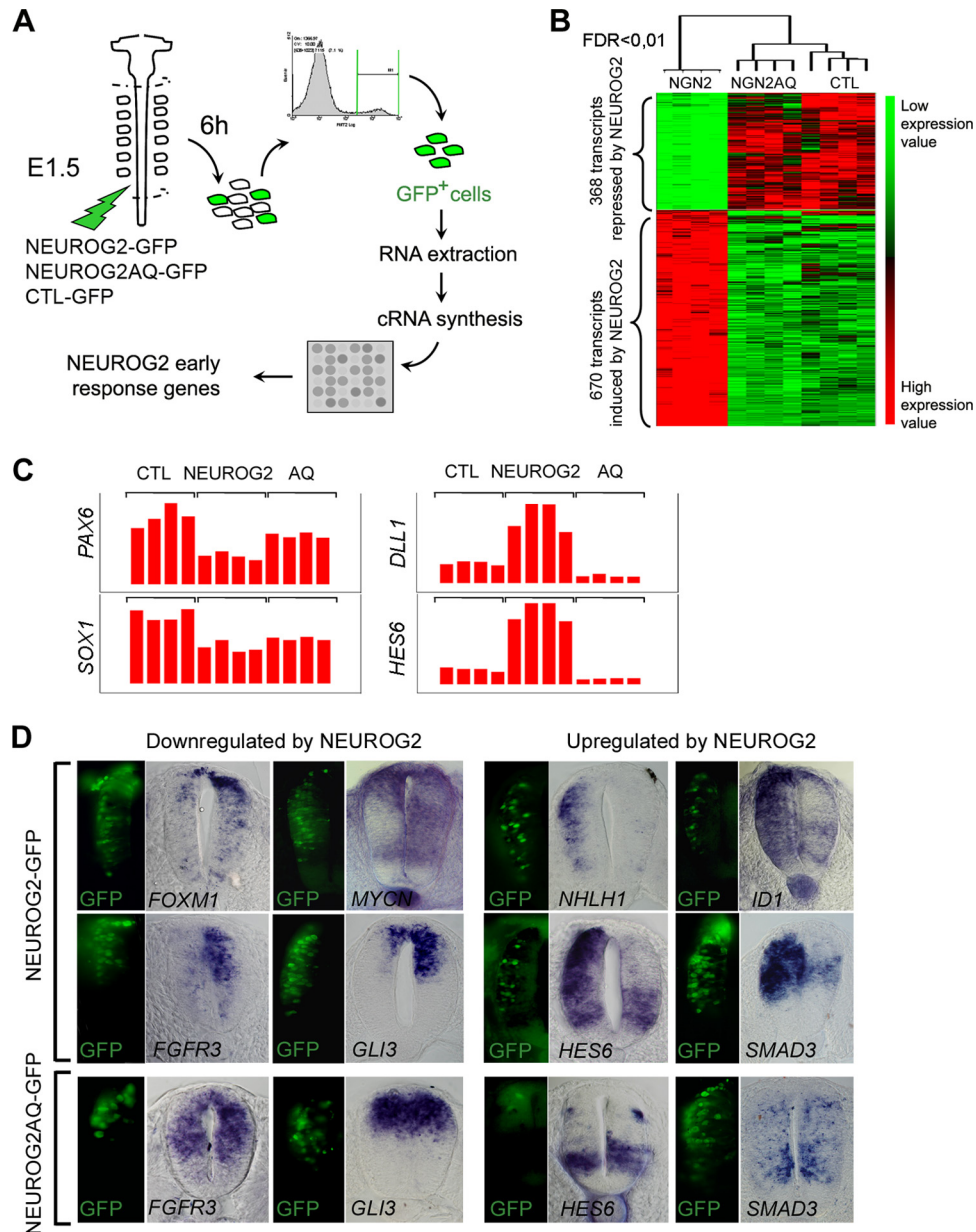 A
E1.5
6h
NEUROG2-GFP
NEUROG2AQ-GFP
CTL-GFP
GFP+ cells
RNA extraction
cRNA synthesis
NEUROG2 early
response genes
B
FDR<0,01
NGN2
NGN2AQ
CTL
368 transcripts
repressed by NEUROG2
670 transcripts
induced by NEUROG2
Low
expression
value
High
expression
value
C
CTL NEUROG2 AQ
PAX6
SOX1
CTL NEUROG2 AQ
DLL1
HES6
D
Downregulated by NEUROG2
Upregulated by NEUROG2
NEUROG2-GFP
GFP
FOXM1
GFP
MYCN
GFP
NHLH1
GFP
ID1
GFP
FGFR3
GFP
GLI3
GFP
HES6
GFP
SMAD3
NEUROG2AQ-GFP
GFP
FGFR3
GFP
GLI3
GFP
HES6
GFP
SMAD3